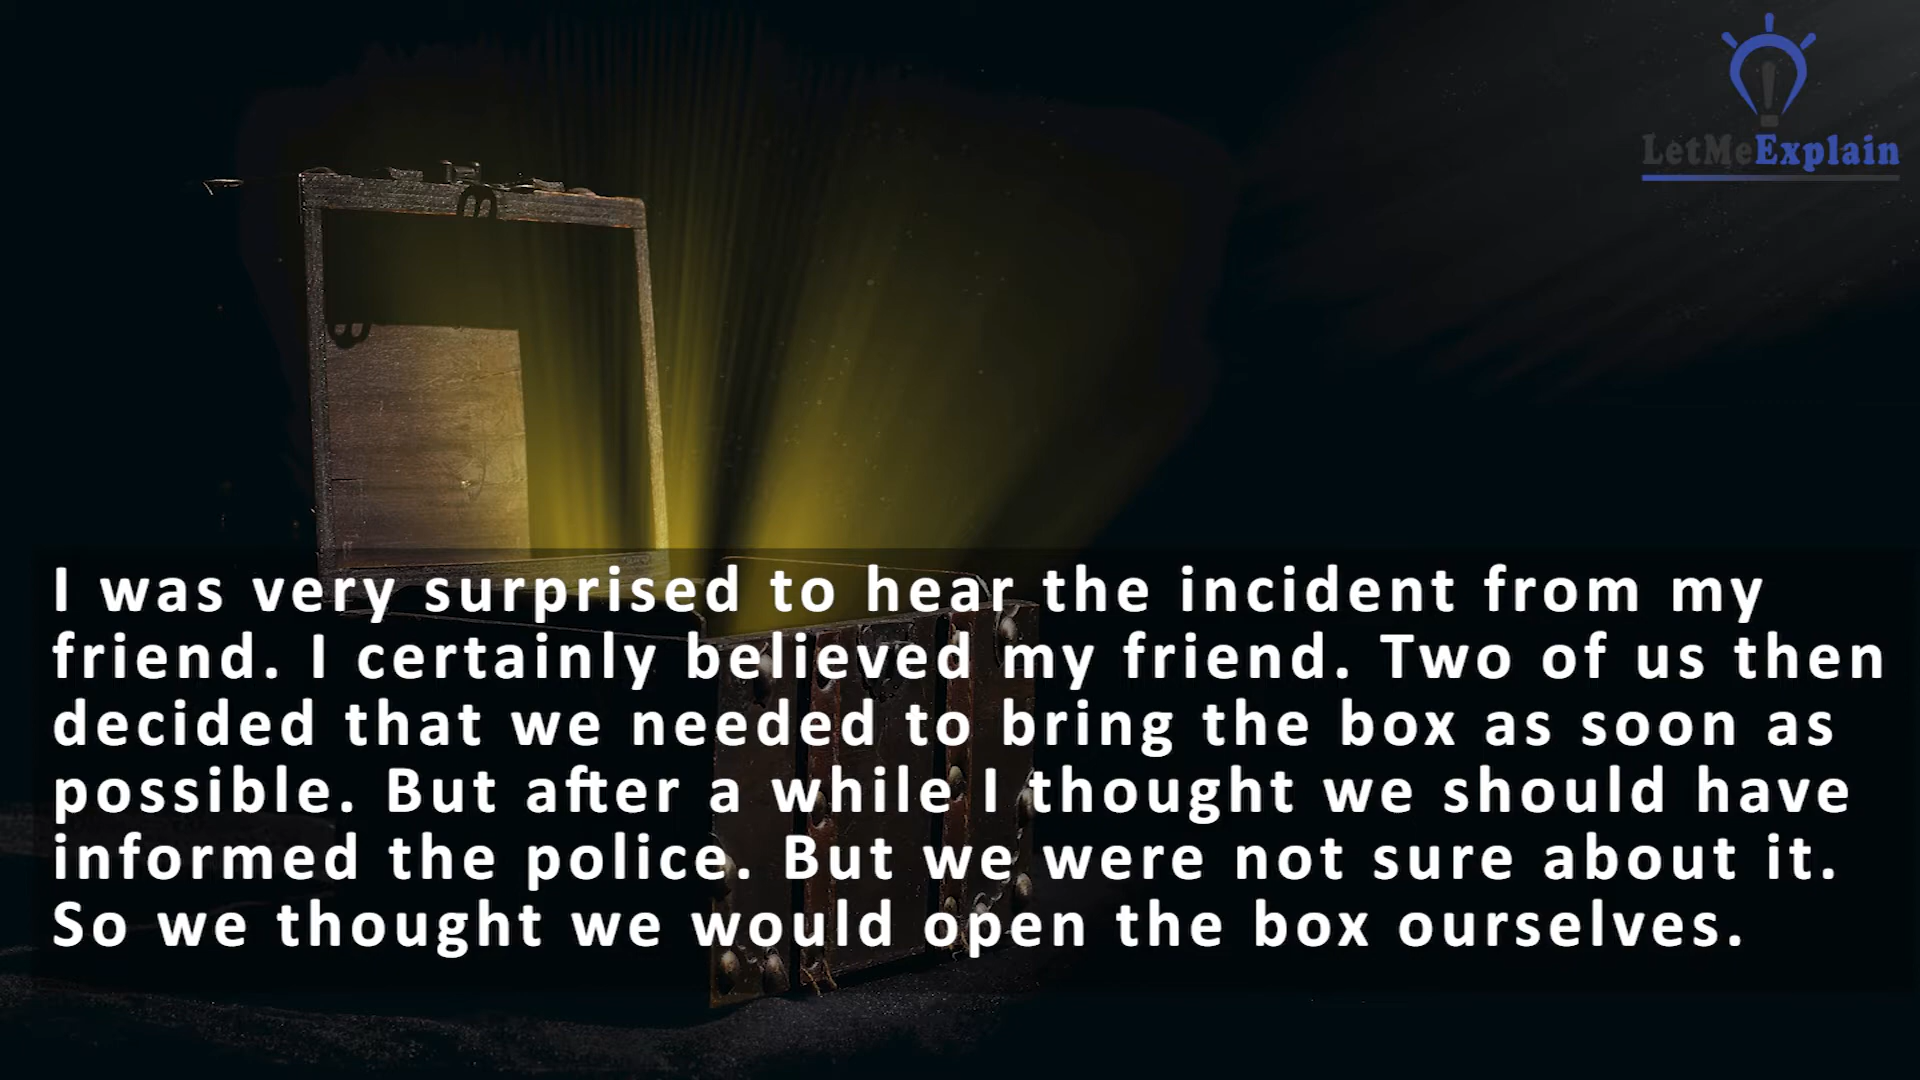 LetMeExplain
I was very surprised to hear the incident from my
friend. I certainly believed my friend. Two of us then
decided that we needed to bring the box as soon as
possible. But after a while I thought we should have
informed the police. But we were not sure about it.
So we thought we would open the box ourselves.